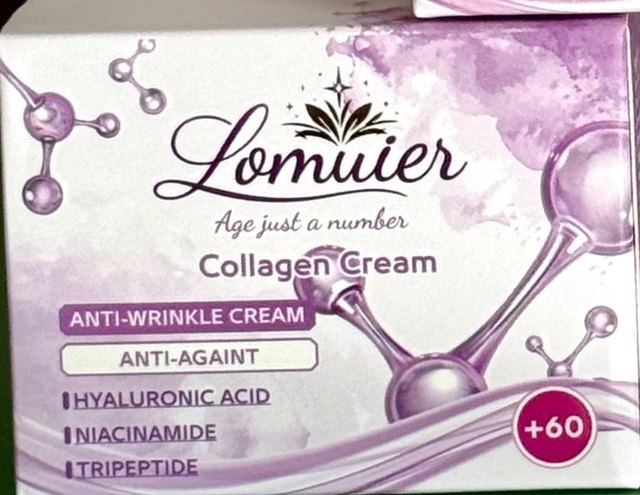 Lomuier
Age just a number
Collagen Cream
ANTI-WRINKLE CREAM
ANTI-AGAINT
HYALURONIC ACID
NIACINAMIDE
TRIPEPTIDE
+60